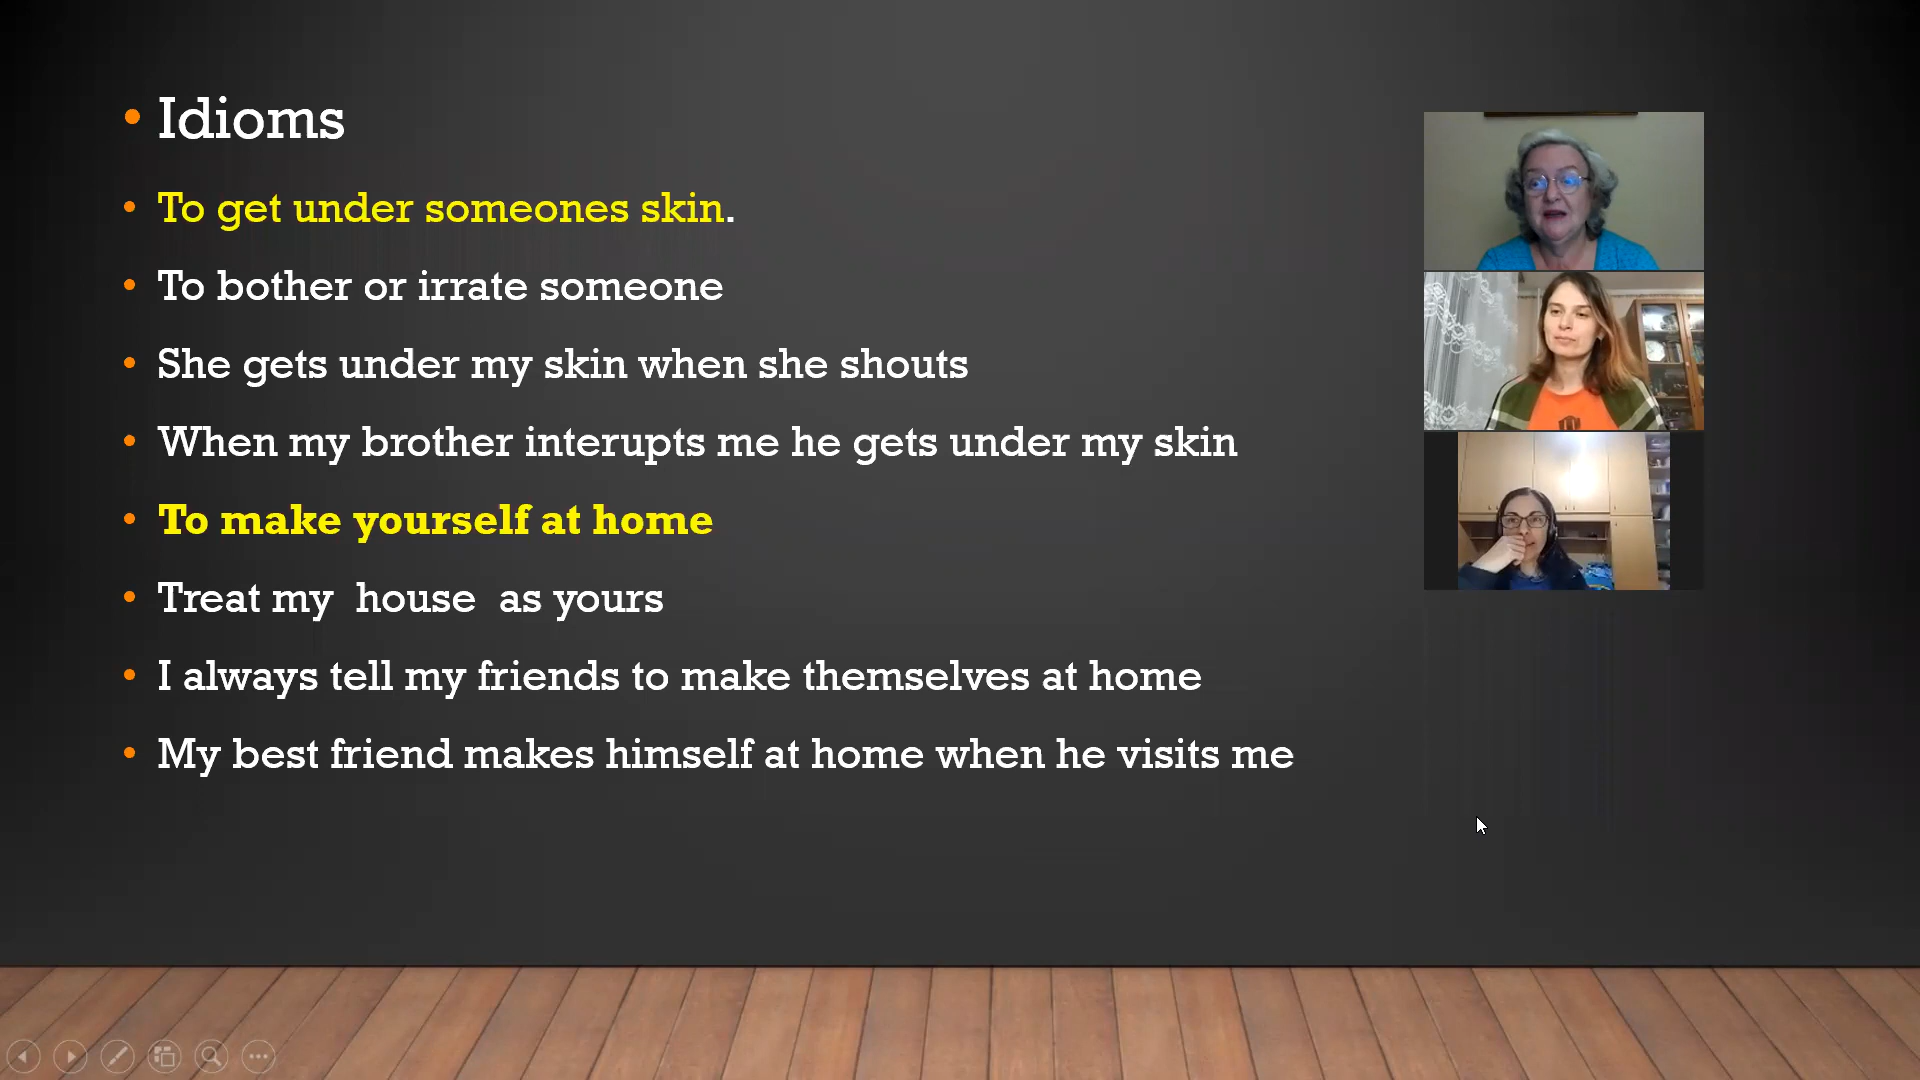 Idioms
To get under someones skin.
To bother or irrate someone
She gets under my skin when she shouts
When my brother interupts me he gets under my skin
To make yourself at home
Treat my house as yours
I always tell my friends to make themselves at home
My best friend makes himself at home when he visits me